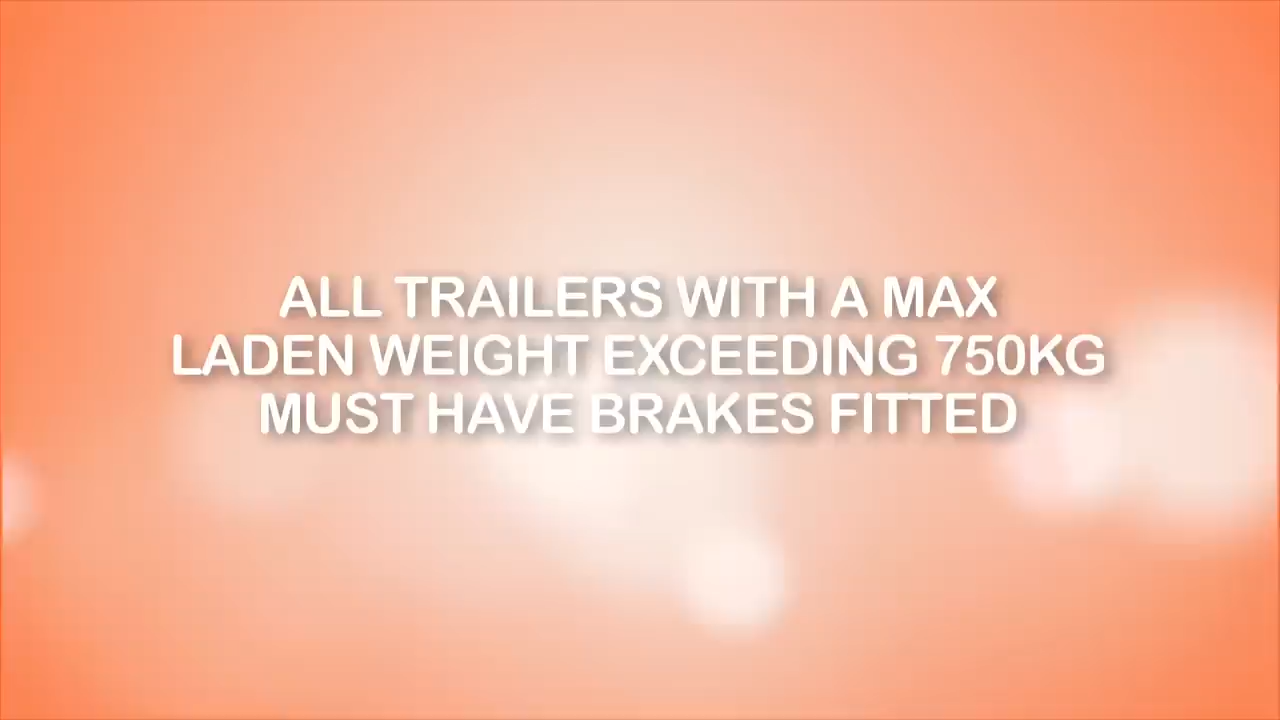 ALL TRAILERS WITH A MAX
LADEN WEIGHT EXCEEDING 750KG
MUST HAVE BRAKES FITTED